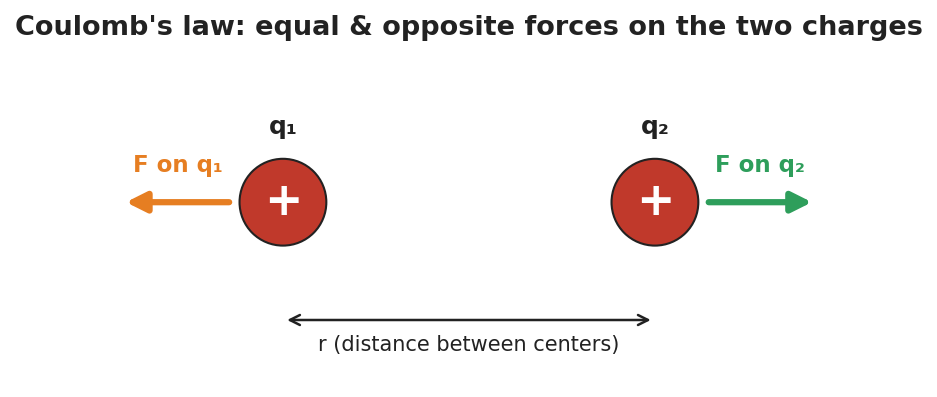 Coulomb's law: equal & opposite forces on the two charges
q₁
q₂
F on q₁
F on q₂
+
+
r (distance between centers)